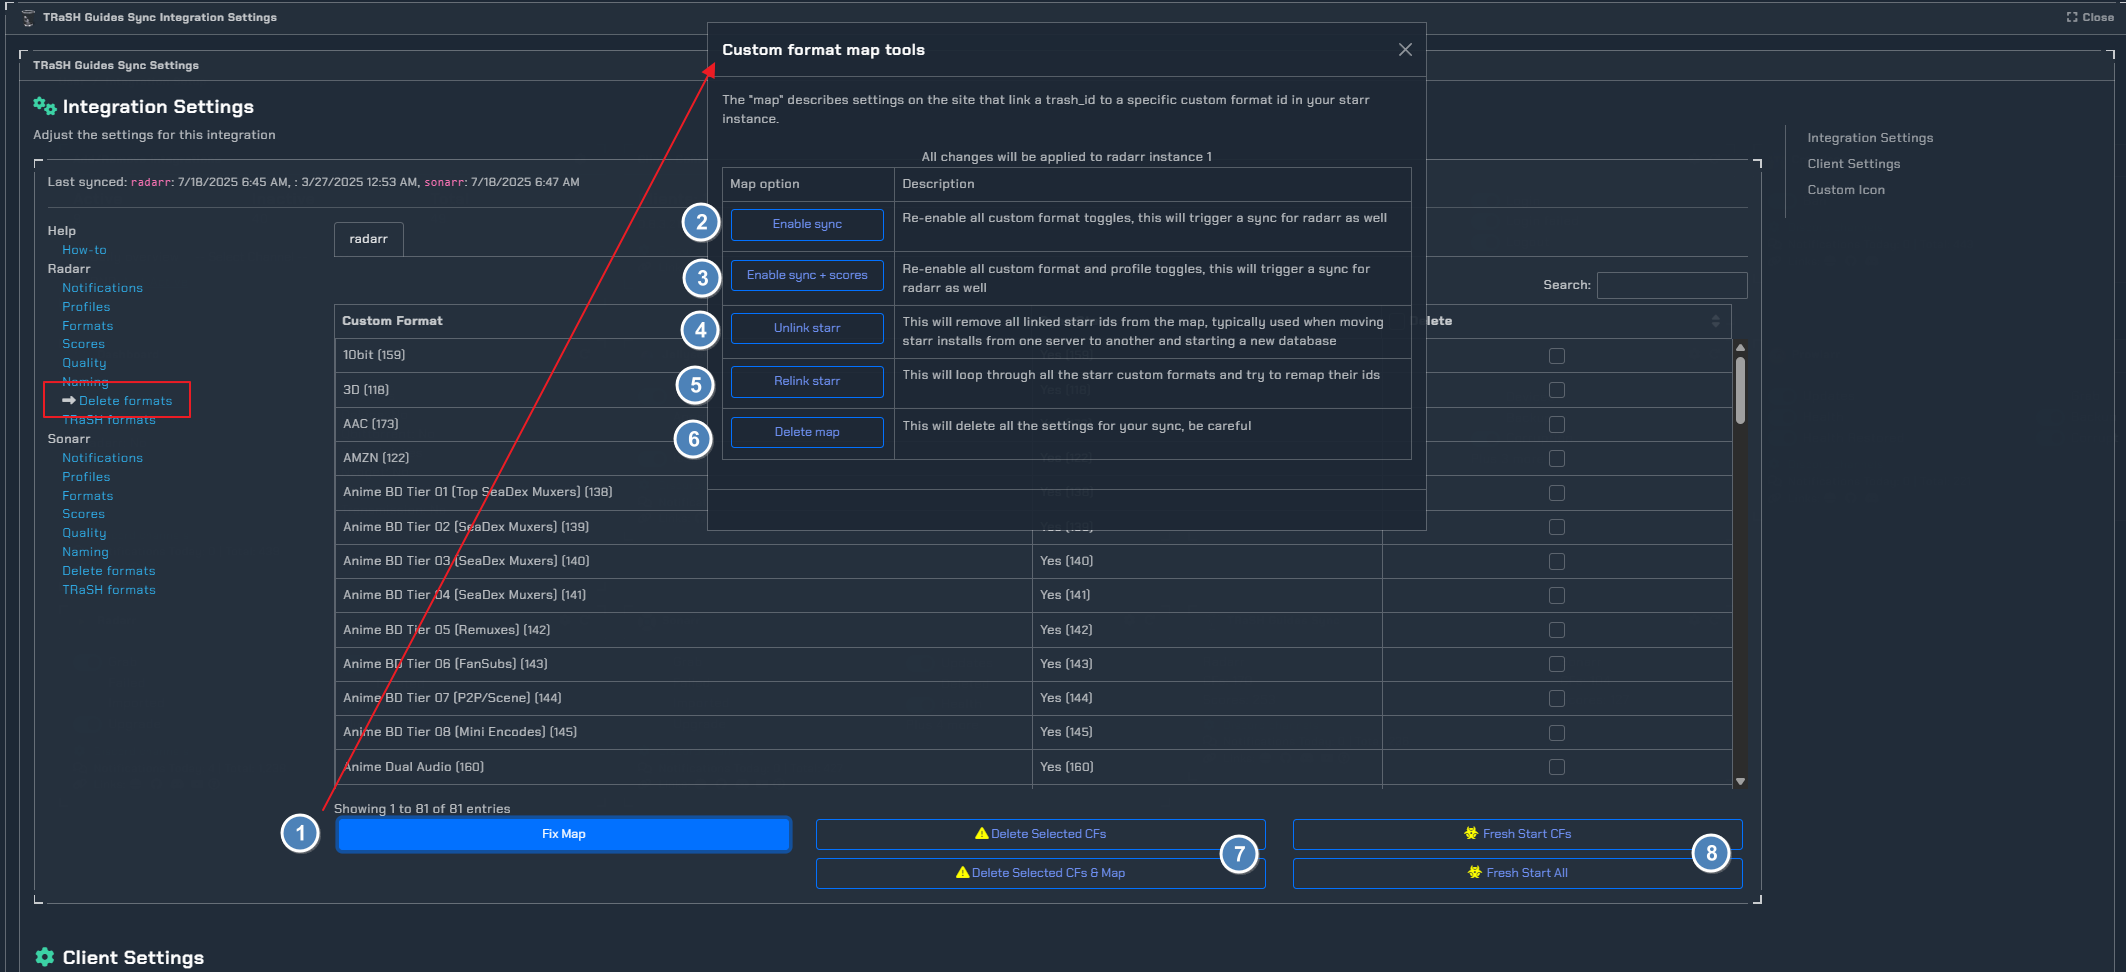 TRaSH Guides Sync Integration Settings
Close
TRaSH Guides Sync Settings
Integration Settings
Adjust the settings for this integration
Last synced: radarr: 7/18/2025 6:45 AM, : 3/27/2025 12:53 AM, sonarr: 7/18/2025 6:47 AM
Help
How-to
Radarr
Notifications
Profiles
Formats
Scores
Quality
Naming
Delete formats
TRaSH formats
Sonarr
Notifications
Profiles
Formats
Scores
Quality
Naming
Delete formats
TRaSH formats
radarr
Search:
Custom Format
lete
10bit (159)
3D (118)
AAC (173)
AMZN (122)
Anime BD Tier 01 (Top SeaDex Muxers) (138)
Anime BD Tier 02 (SeaDex Muxers) (139)
Anime BD Tier 03 (SeaDex Muxers) (140)
Yes (140)
Anime BD Tier 04 (SeaDex Muxers) (141)
Yes (141)
Anime BD Tier 05 (Remuxes) (142)
Yes (142)
Anime BD Tier 06 (FanSubs) (143)
Yes (143)
Anime BD Tier 07 (P2P/Scene) (144)
Yes (144)
Anime BD Tier 08 (Mini Encodes) (145)
Yes (145)
Anime Dual Audio (160)
Yes (160)
Showing 1 to 81 of 81 entries
1
Fix Map
Delete Selected CFs
Delete Selected CFs & Map
7
Fresh Start CFs
Fresh Start All
8
Custom format map tools
The "map" describes settings on the site that link a trash_id to a specific custom format id in your starr
instance.
All changes will be applied to radarr instance 1
Map option
Description
2
Enable sync
Re-enable all custom format toggles, this will trigger a sync for radarr as well
3
Enable sync + scores
Re-enable all custom format and profile toggles, this will trigger a sync for
radarr as well
4
Unlink starr
This will remove all linked starr ids from the map, typically used when moving
starr installs from one server to another and starting a new database
5
Relink starr
This will loop through all the starr custom formats and try to remap their ids
6
Delete map
This will delete all the settings for your sync, be careful
Integration Settings
Client Settings
Custom Icon
Client Settings